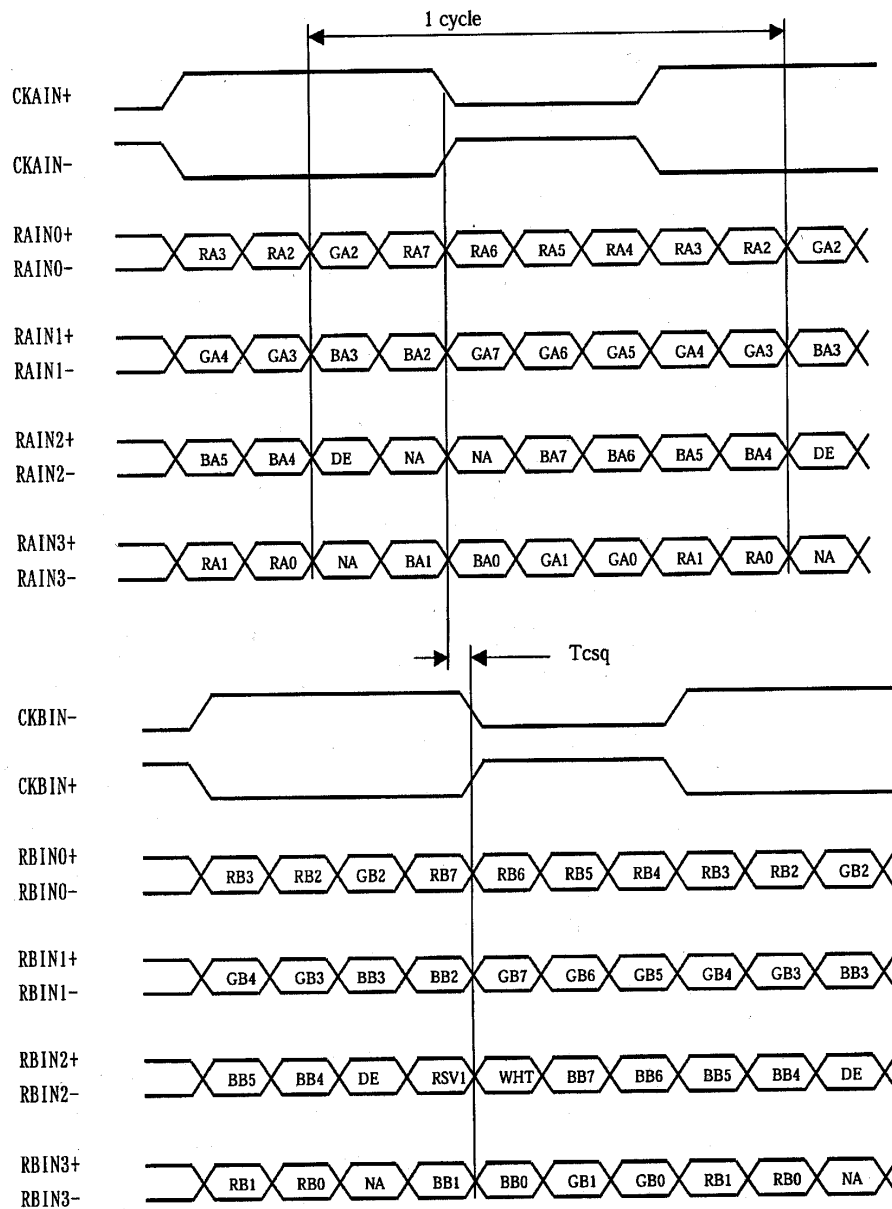 1 cycle
CKAIN+
CKAIN-
RAIN0+
RA3 RA2 GA2 RA7 RA6 RA5 RA4 RA3 RA2 GA2
RAIN0-
RAIN1+
GA4 GA3 BA3 BA2 GA7 GA6 GA5 GA4 GA3 BA3
RAIN1-
RAIN2+
BA5 BA4 DE NA NA BA7 BA6 BA5 BA4 DE
RAIN2-
RAIN3+
RA1 RA0 NA BA1 BA0 GA1 GA0 RA1 RA0 NA
RAIN3-
Tcsq
CKBIN-
CKBIN+
RBIN0+
RB3 RB2 GB2 RB7 RB6 RB5 RB4 RB3 RB2 GB2
RBIN0-
RBIN1+
GB4 GB3 BB3 BB2 GB7 GB6 GB5 GB4 GB3 BB3
RBIN1-
RBIN2+
BB5 BB4 DE RSV1 WHT BB7 BB6 BB5 BB4 DE
RBIN2-
RBIN3+
RB1 RB0 NA BB1 BB0 GB1 GB0 RB1 RB0 NA
RBIN3-